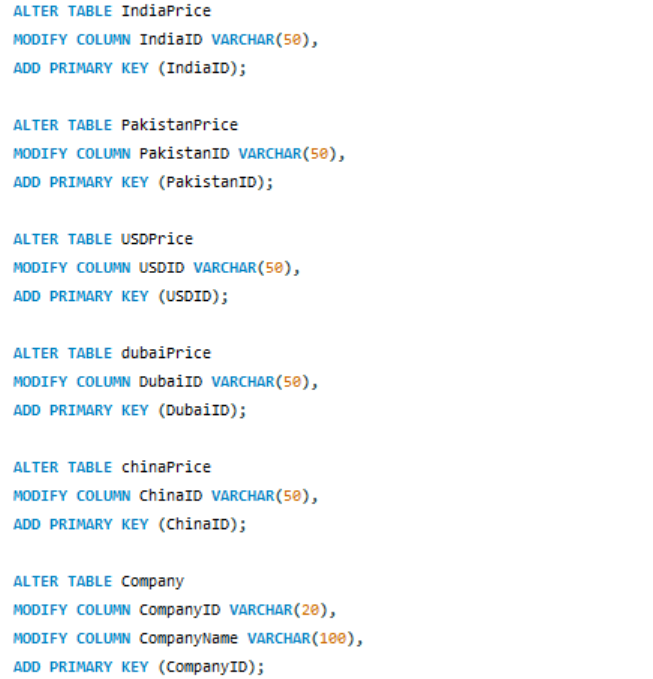 ALTER TABLE IndiaPrice
MODIFY COLUMN IndiaID VARCHAR(50),
ADD PRIMARY KEY (IndiaID);
ALTER TABLE PakistanPrice
MODIFY COLUMN PakistanID VARCHAR(50),
ADD PRIMARY KEY (PakistanID);
ALTER TABLE USDPrice
MODIFY COLUMN USDID VARCHAR(50),
ADD PRIMARY KEY (USDID);
ALTER TABLE dubaiPrice
MODIFY COLUMN DubaiID VARCHAR(50),
ADD PRIMARY KEY (DubaiID);
ALTER TABLE chinaPrice
MODIFY COLUMN ChinaID VARCHAR(50),
ADD PRIMARY KEY (ChinaID);
ALTER TABLE Company
MODIFY COLUMN CompanyID VARCHAR(20),
MODIFY COLUMN CompanyName VARCHAR(100),
ADD PRIMARY KEY (CompanyID);